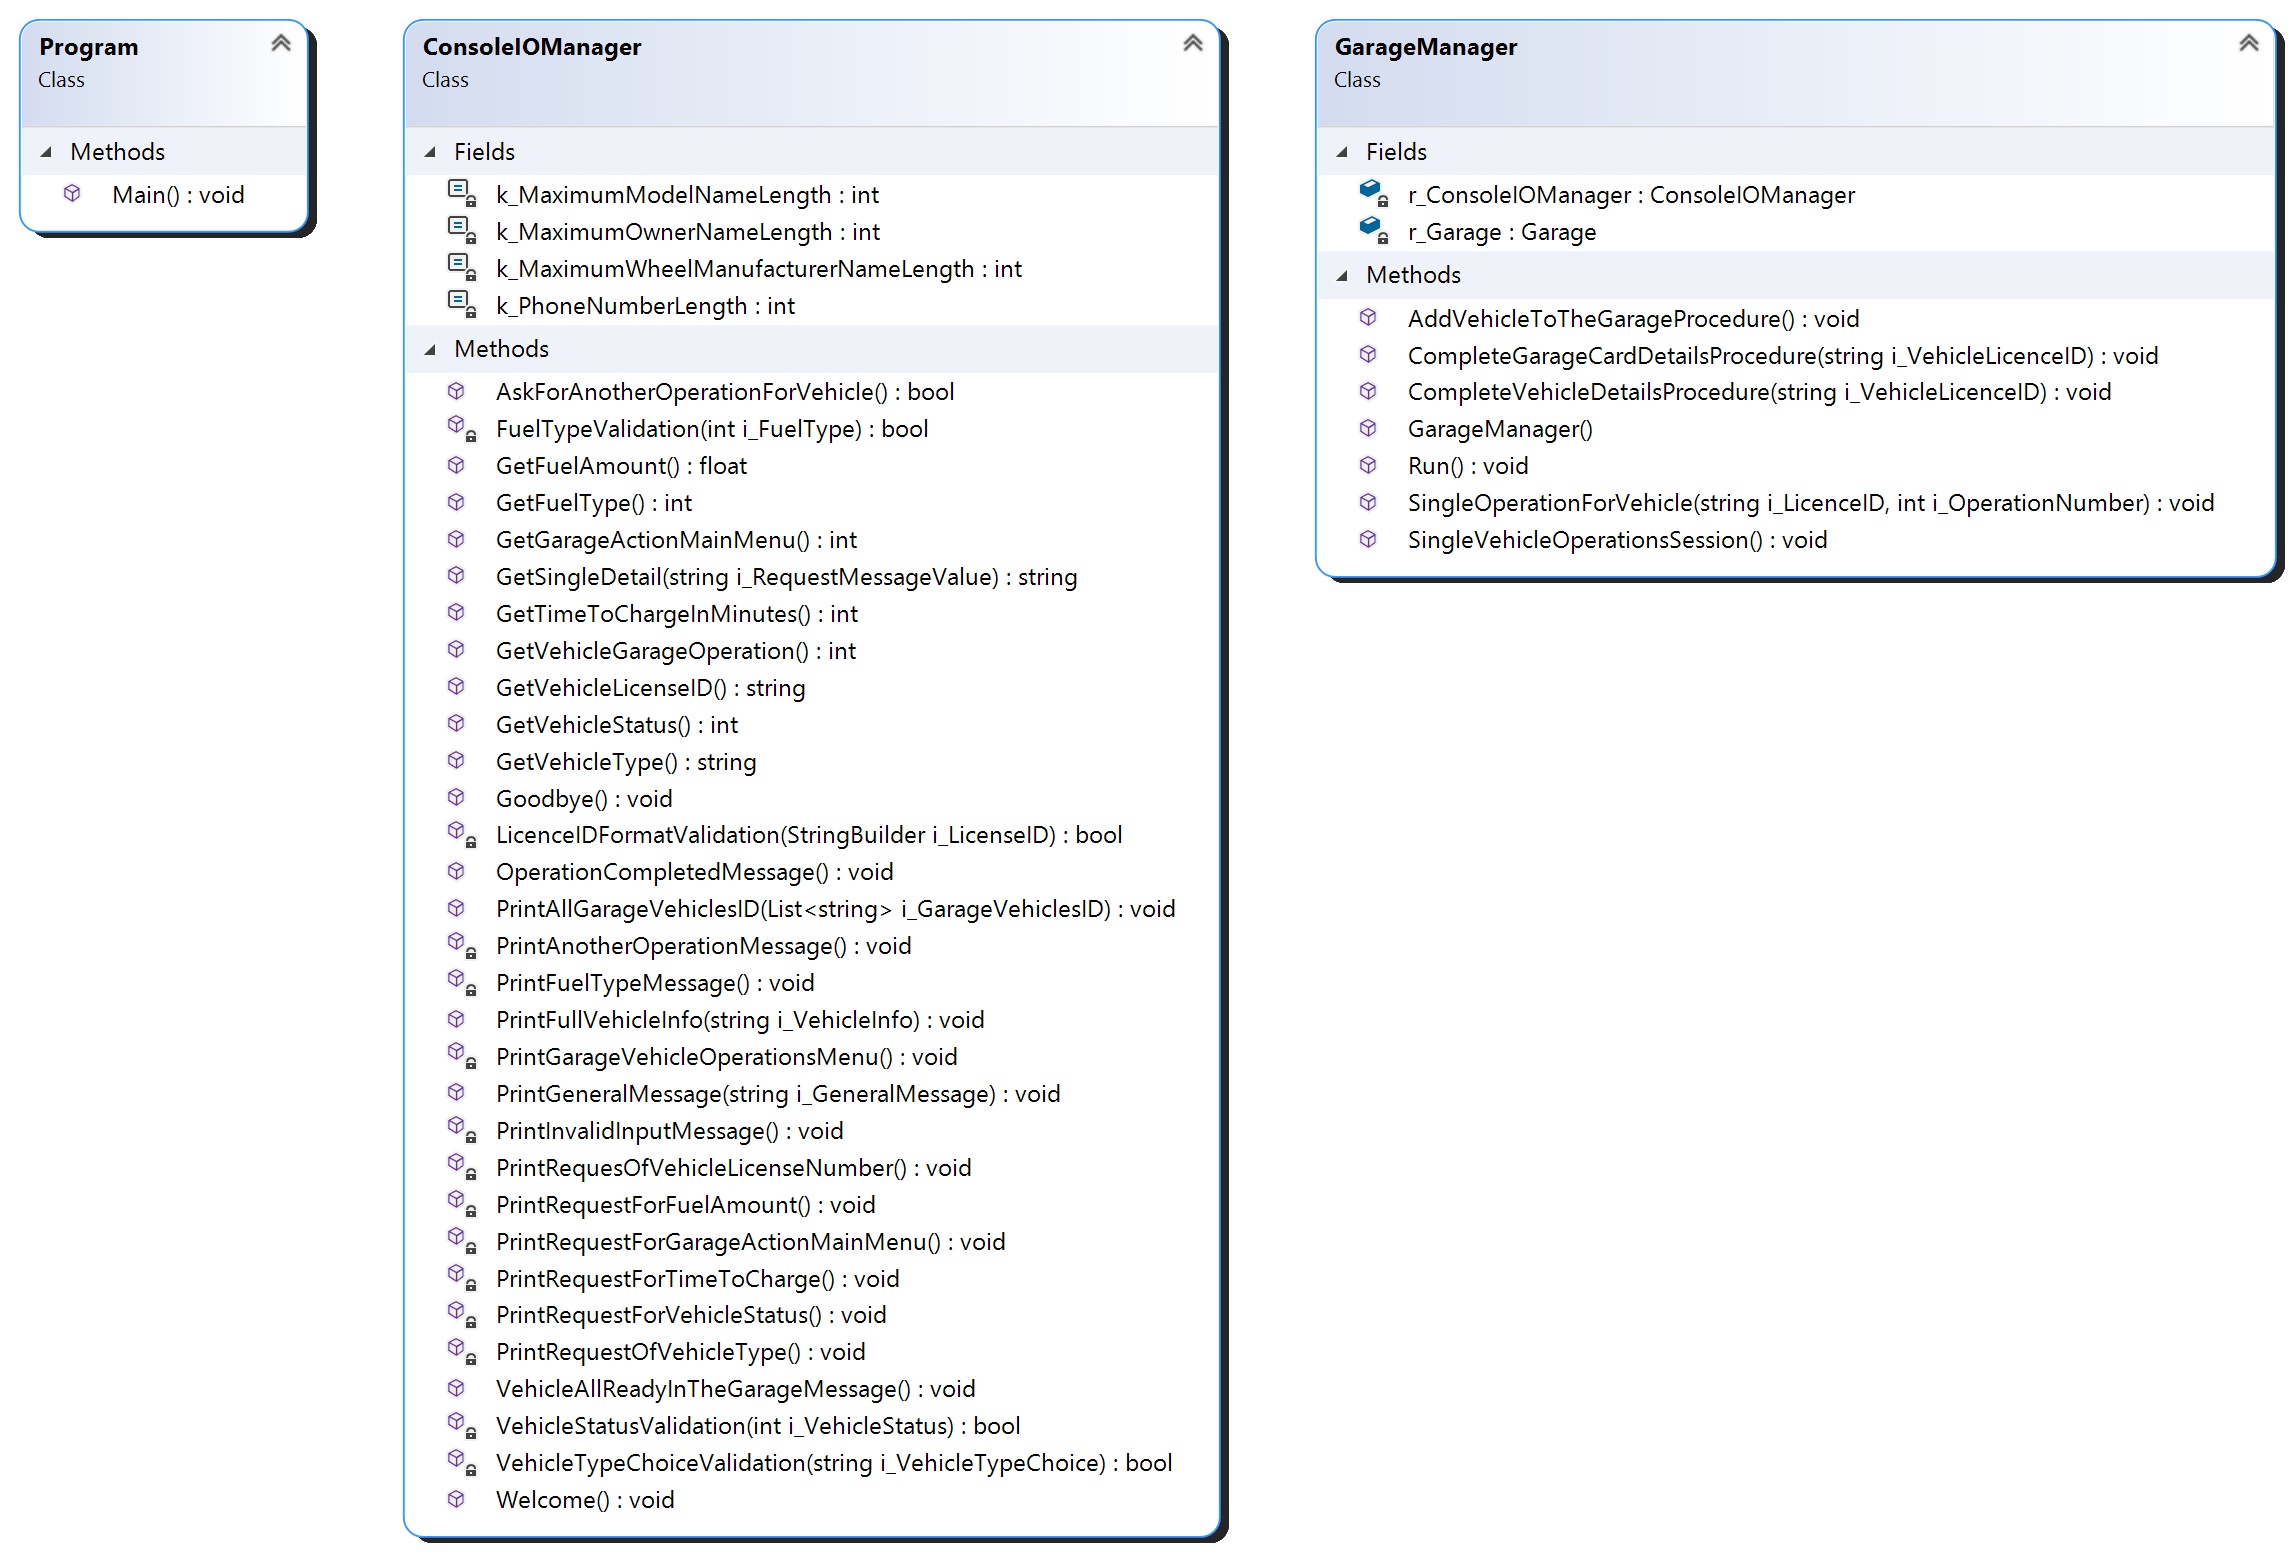 Program
Class
Methods
Main() : void
ConsoleIOManager
Class
Fields
k_MaximumModelNameLength : int
k_MaximumOwnerNameLength : int
k_MaximumWheelManufacturerNameLength : int
k_PhoneNumberLength : int
Methods
AskForAnotherOperationForVehicle() : bool
FuelTypeValidation(int i_FuelType) : bool
GetFuelAmount() : float
GetFuelType() : int
GetGarageActionMainMenu() : int
GetSingleDetail(string i_RequestMessageValue) : string
GetTimeToChargeInMinutes() : int
GetVehicleGarageOperation() : int
GetVehicleLicenseID() : string
GetVehicleStatus() : int
GetVehicleType() : string
Goodbye() : void
LicenceIDFormatValidation(StringBuilder i_LicenseID) : bool
OperationCompletedMessage() : void
PrintAllGarageVehiclesID(List<string> i_GarageVehiclesID) : void
PrintAnotherOperationMessage() : void
PrintFuelTypeMessage() : void
PrintFullVehicleInfo(string i_VehicleInfo) : void
PrintGarageVehicleOperationsMenu() : void
PrintGeneralMessage(string i_GeneralMessage) : void
PrintInvalidInputMessage() : void
PrintRequesOfVehicleLicenseNumber() : void
PrintRequestForFuelAmount() : void
PrintRequestForGarageActionMainMenu() : void
PrintRequestForTimeToCharge() : void
PrintRequestForVehicleStatus() : void
PrintRequestOfVehicleType() : void
VehicleAllReadyInTheGarageMessage() : void
VehicleStatusValidation(int i_VehicleStatus) : bool
VehicleTypeChoiceValidation(string i_VehicleTypeChoice) : bool
Welcome() : void
GarageManager
Class
Fields
r_ConsoleIOManager : ConsoleIOManager
r_Garage : Garage
Methods
AddVehicleToTheGarageProcedure() : void
CompleteGarageCardDetailsProcedure(string i_VehicleLicenceID) : void
CompleteVehicleDetailsProcedure(string i_VehicleLicenceID) : void
GarageManager()
Run() : void
SingleOperationForVehicle(string i_LicenceID, int i_OperationNumber) : void
SingleVehicleOperationsSession() : void